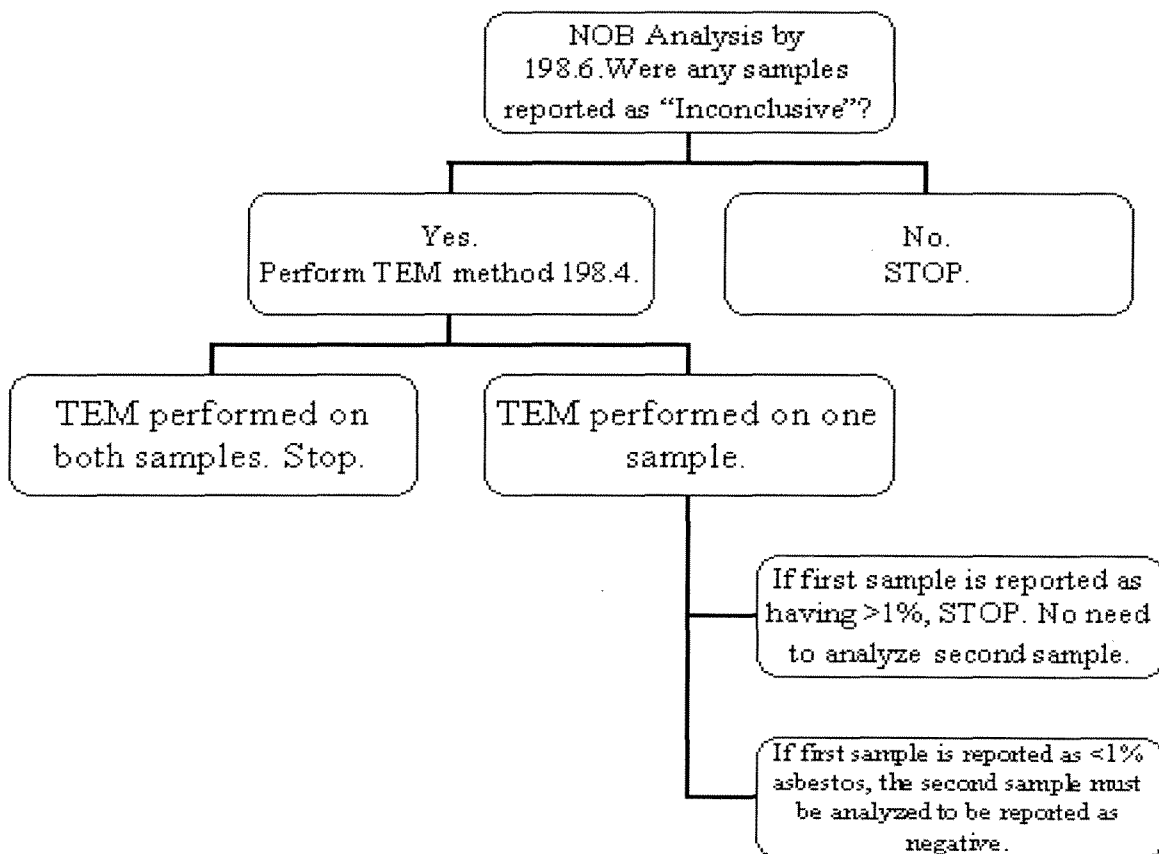 NOB Analysis by
198.6.Were any samples
reported as “Inconclusive”?
Yes.
Perform TEM method 198.4.
No.
STOP.
TEM performed on
both samples. Stop.
TEM performed on one
sample.
If first sample is reported as
having >1%, STOP. No need
to analyze second sample.
If first sample is reported as <1%
asbestos, the second sample must
be analyzed to be reported as
negative.